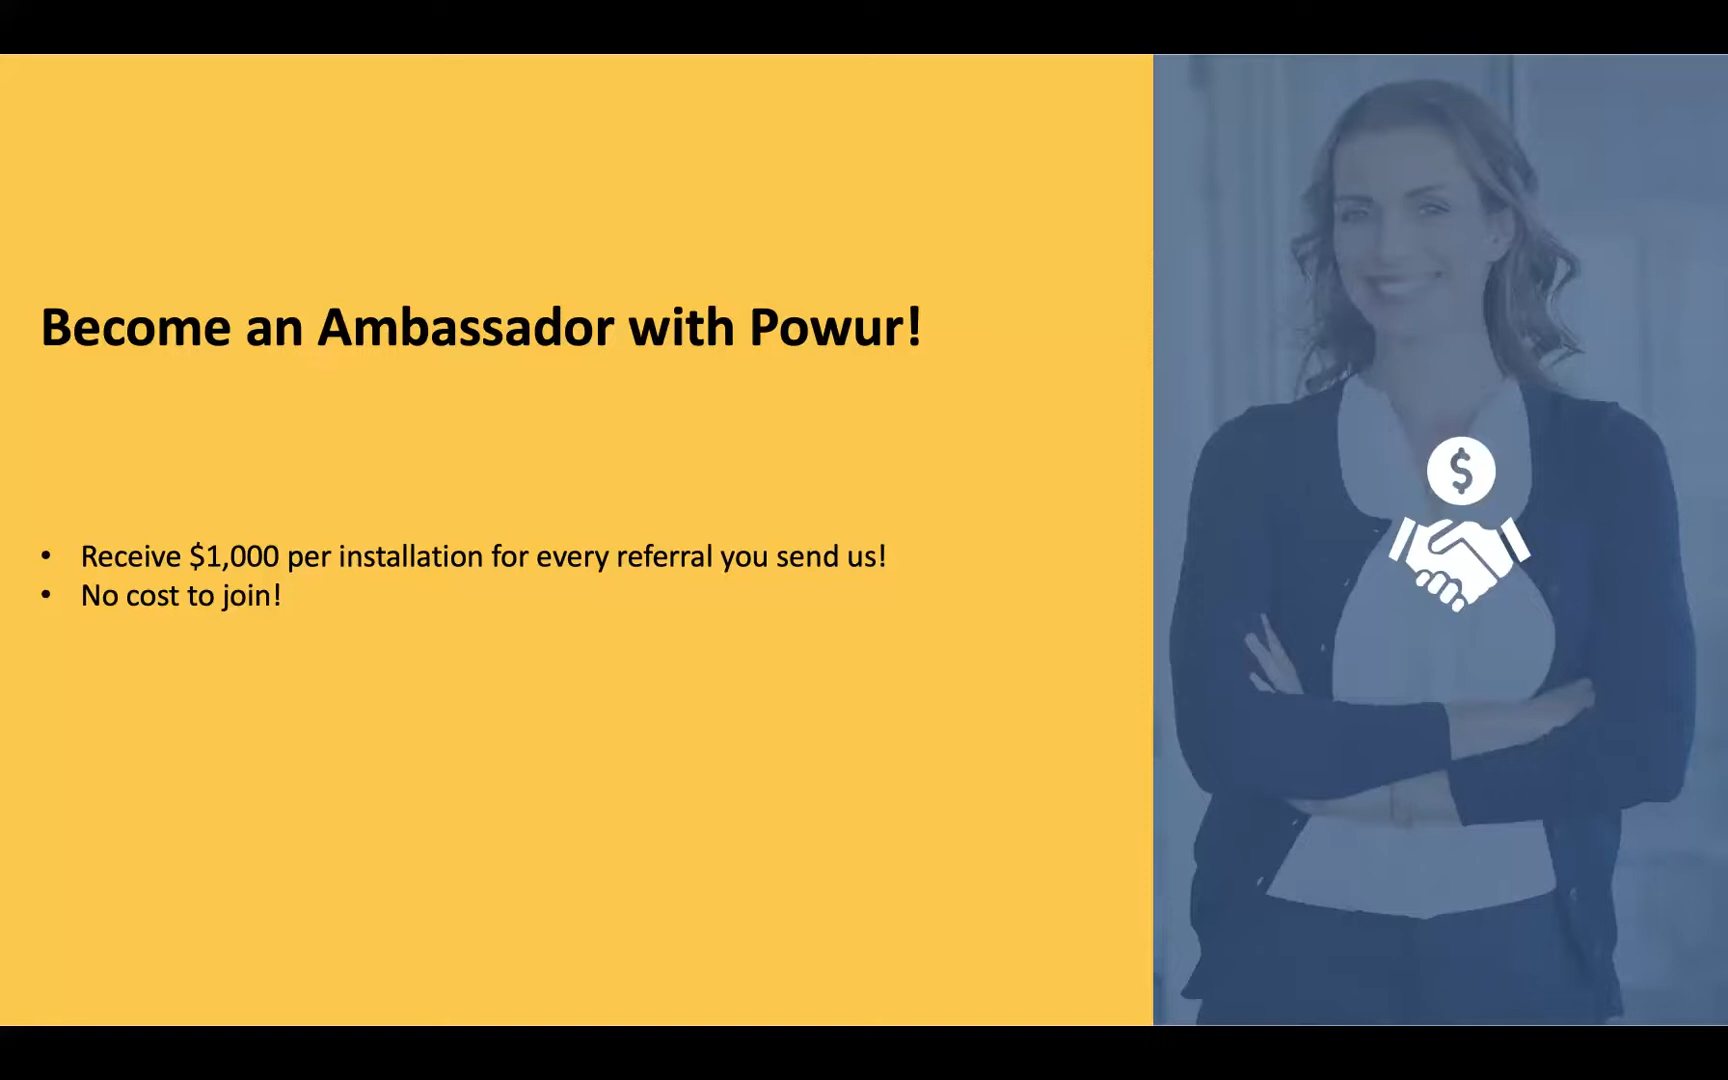 Become an Ambassador with Powur!
• Receive $1,000 per installation for every referral you send us!
• No cost to join!
$